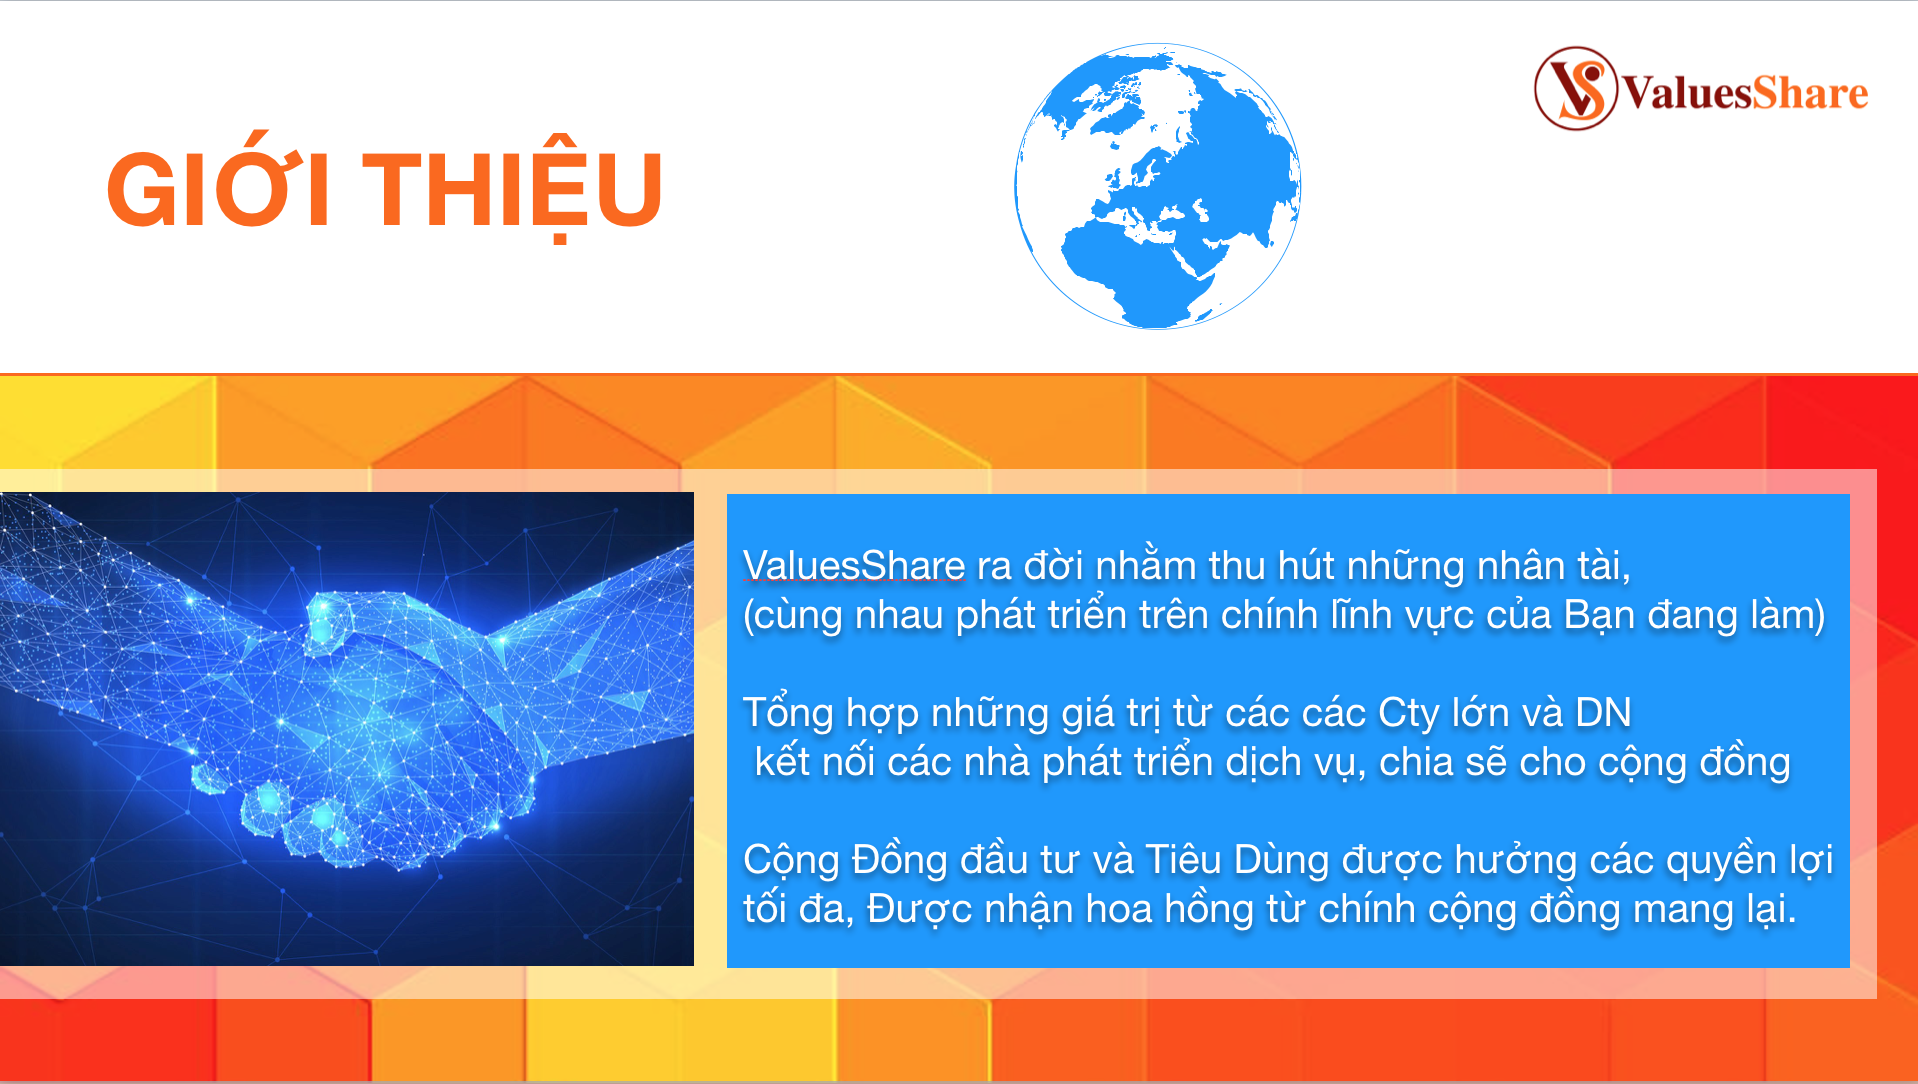 GIỚI THIỆU
VS ValuesShare
ValuesShare ra đời nhằm thu hút những nhân tài,
(cùng nhau phát triển trên chính lĩnh vực của Bạn đang làm)
Tổng hợp những giá trị từ các các Cty lớn và DN
kết nối các nhà phát triển dịch vụ, chia sẽ cho cộng đồng
Cộng Đồng đầu tư và Tiêu Dùng được hưởng các quyền lợi
tối đa, Được nhận hoa hồng từ chính cộng đồng mang lại.